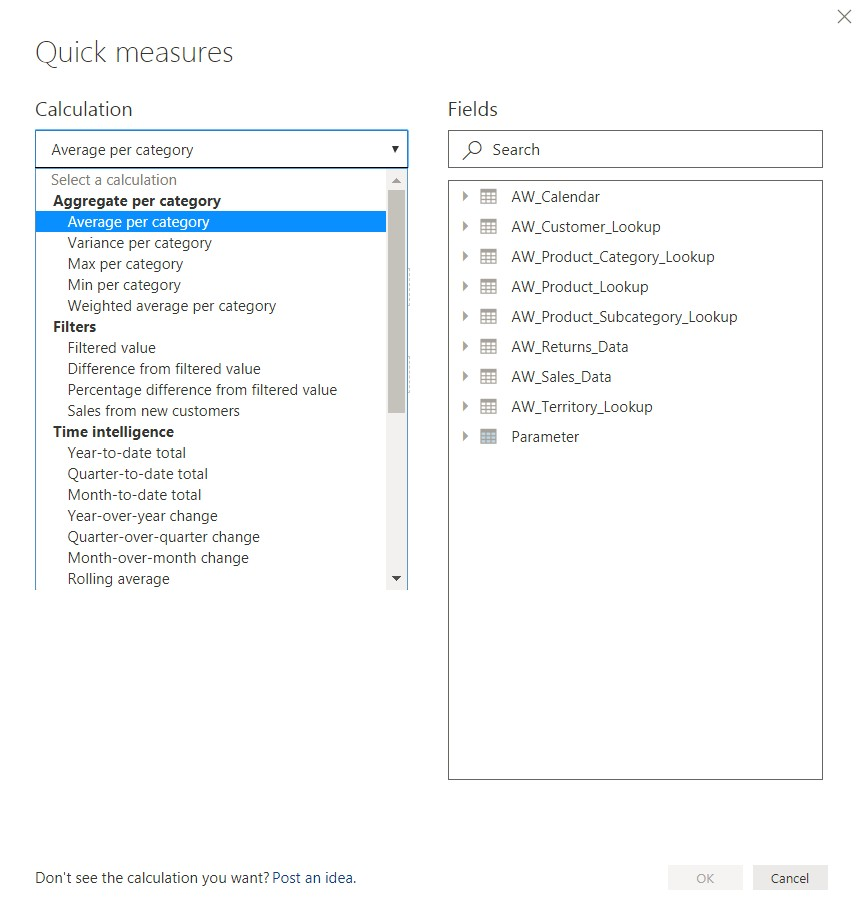 Quick measures
Calculation
Average per category
Select a calculation
Aggregate per category
Average per category
Variance per category
Max per category
Min per category
Weighted average per category
Filters
Filtered value
Difference from filtered value
Percentage difference from filtered value
Sales from new customers
Time intelligence
Year-to-date total
Quarter-to-date total
Month-to-date total
Year-over-year change
Quarter-over-quarter change
Month-over-month change
Rolling average
Fields
Search
AW_Calendar
AW_Customer_Lookup
AW_Product_Category_Lookup
AW_Product_Lookup
AW_Product_Subcategory_Lookup
AW_Returns_Data
AW_Sales_Data
AW_Territory_Lookup
Parameter
Don't see the calculation you want? Post an idea.
OK
Cancel